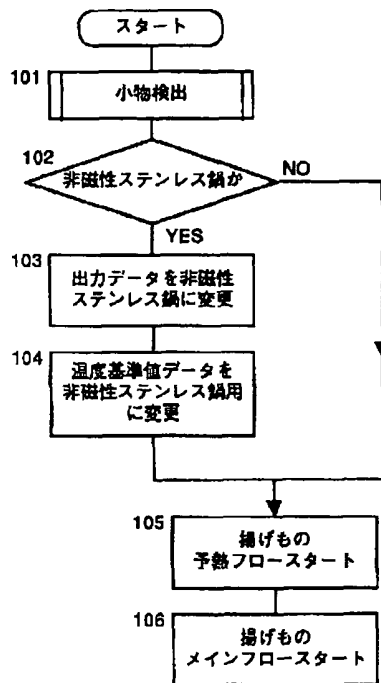 スタート
101
小物検出
102
非磁性ステンレス鍋か
NO
YES
103
出力データを非磁性
ステンレス鍋に変更
104
温度基準値データを
非磁性ステンレス鍋用
に変更
105
揚げもの
予熱フロースタート
106
揚げもの
メインフロースタート